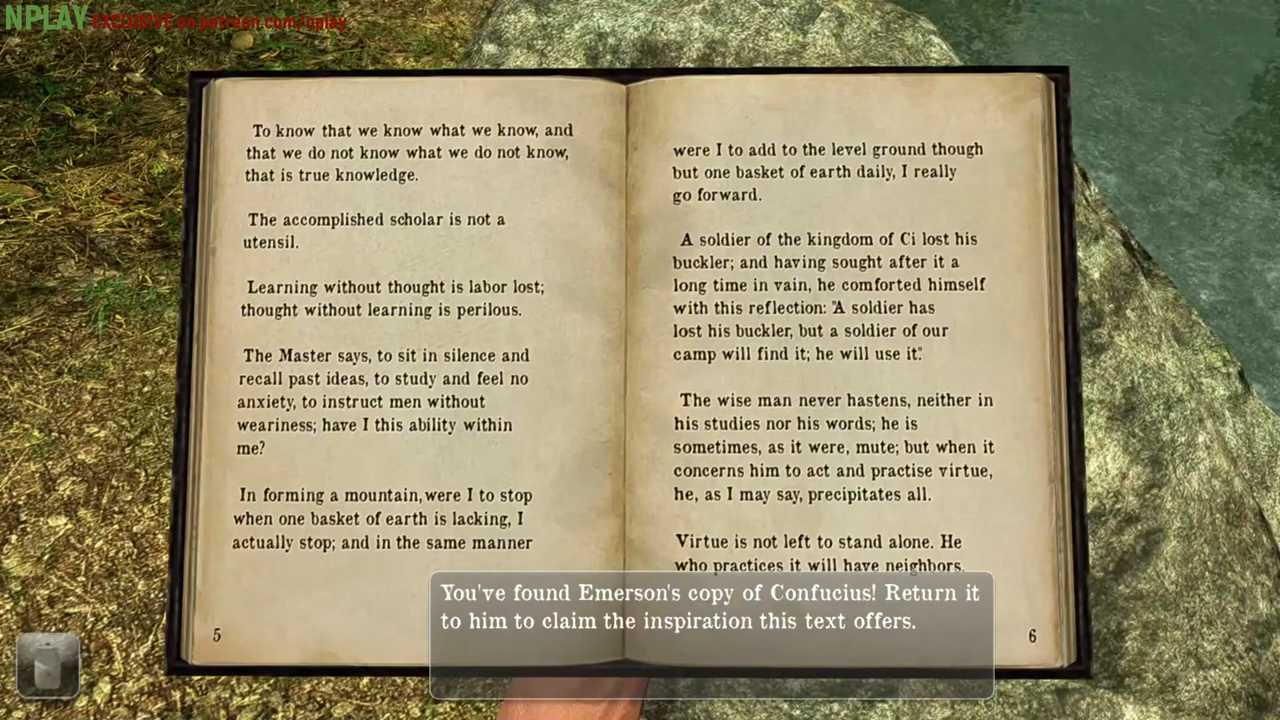 NPLAY EXCLUSIVE on patreon.com/nplay
To know that we know what we know, and
that we do not know what we do not know,
that is true knowledge.
The accomplished scholar is not a
utensil.
Learning without thought is labor lost;
thought without learning is perilous.
The Master says, to sit in silence and
recall past ideas, to study and feel no
anxiety, to instruct men without
weariness; have I this ability within
me?
In forming a mountain, were I to stop
when one basket of earth is lacking, I
actually stop; and in the same manner
5
were I to add to the level ground though
but one basket of earth daily, I really
go forward.
A soldier of the kingdom of Ci lost his
buckler; and having sought after it a
long time in vain, he comforted himself
with this reflection: "A soldier has
lost his buckler, but a soldier of our
camp will find it; he will use it."
The wise man never hastens, neither in
his studies nor his words; he is
sometimes, as it were, mute; but when it
concerns him to act and practise virtue,
he, as I may say, precipitates all.
Virtue is not left to stand alone. He
who practices it will have neighbors.
6
You've found Emerson's copy of Confucius! Return it
to him to claim the inspiration this text offers.